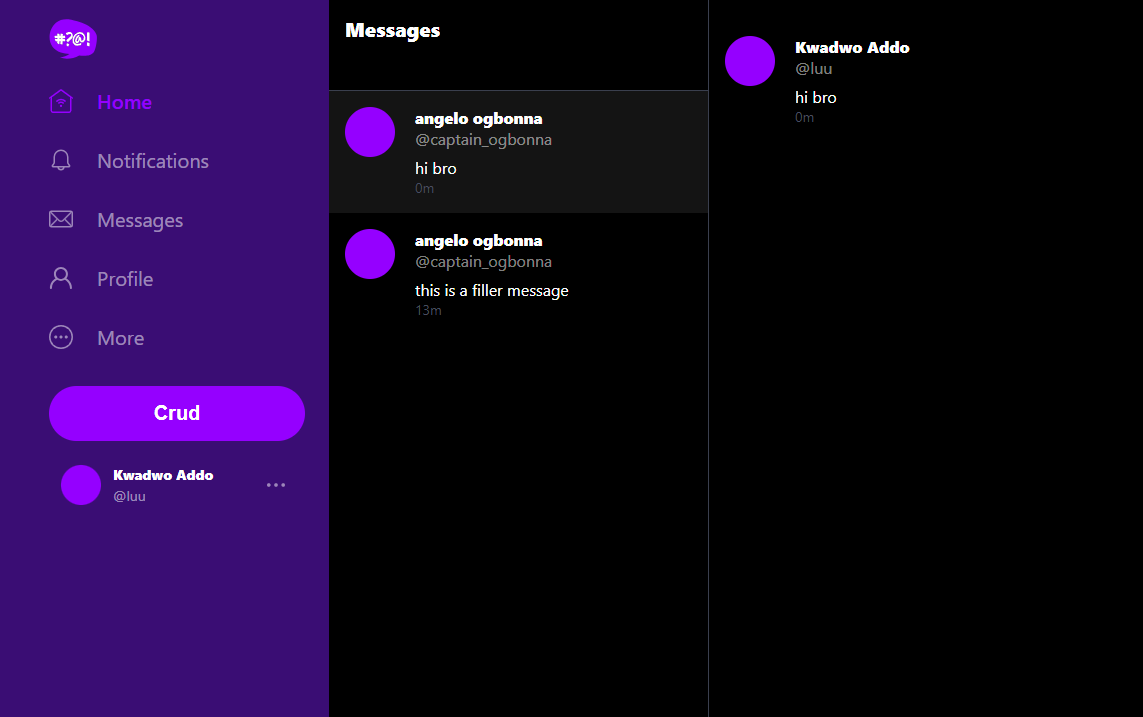 #?@!
Home
Notifications
Messages
Profile
More
Crud
Kwadwo Addo
@luu
Messages
angelo ogbonna
@captain_ogbonna
hi bro
0m
angelo ogbonna
@captain_ogbonna
this is a filler message
13m
Kwadwo Addo
@luu
hi bro
0m